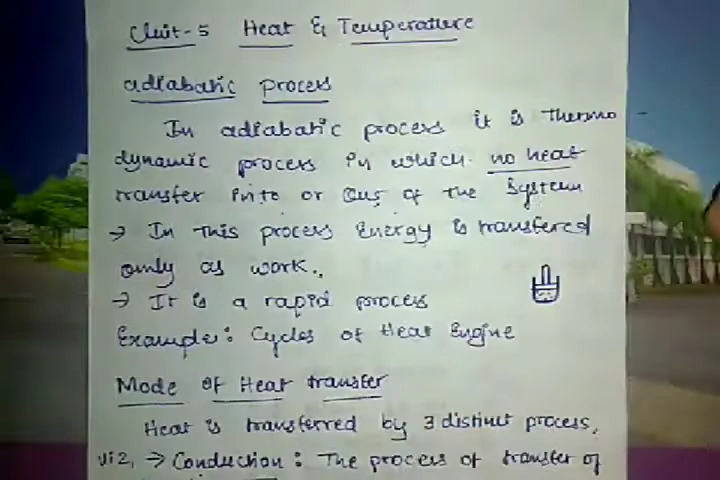 Unit-5 Heat & Temperature
adiabatic process
In adiabatic process it is Thermo
dynamic process in which no heat
transfer into or Out of the System
→ In this process Energy is transfered
only as work..
→ It is a rapid process
Example: Cycles of Heat Engine
Mode of Heat transfer
Heat is transferred by 3 distinct process,
viz, → Conduction: The process of transfer of